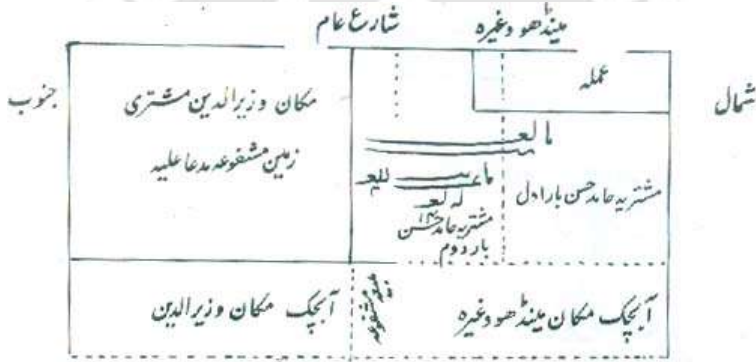 شارع عام
مینڈھو وغیرہ
شمال
عملہ
جنوب
مکان وزیرالدین مشتری
زمین مشفوعہ مدعا علیہ
مشتریہ حامد حسن بار اول
مشتریہ حامد حسن
بار دوم
آبچک مکان مینڈھو وغیرہ
مشفوعہ
آبچک مکان وزیرالدین